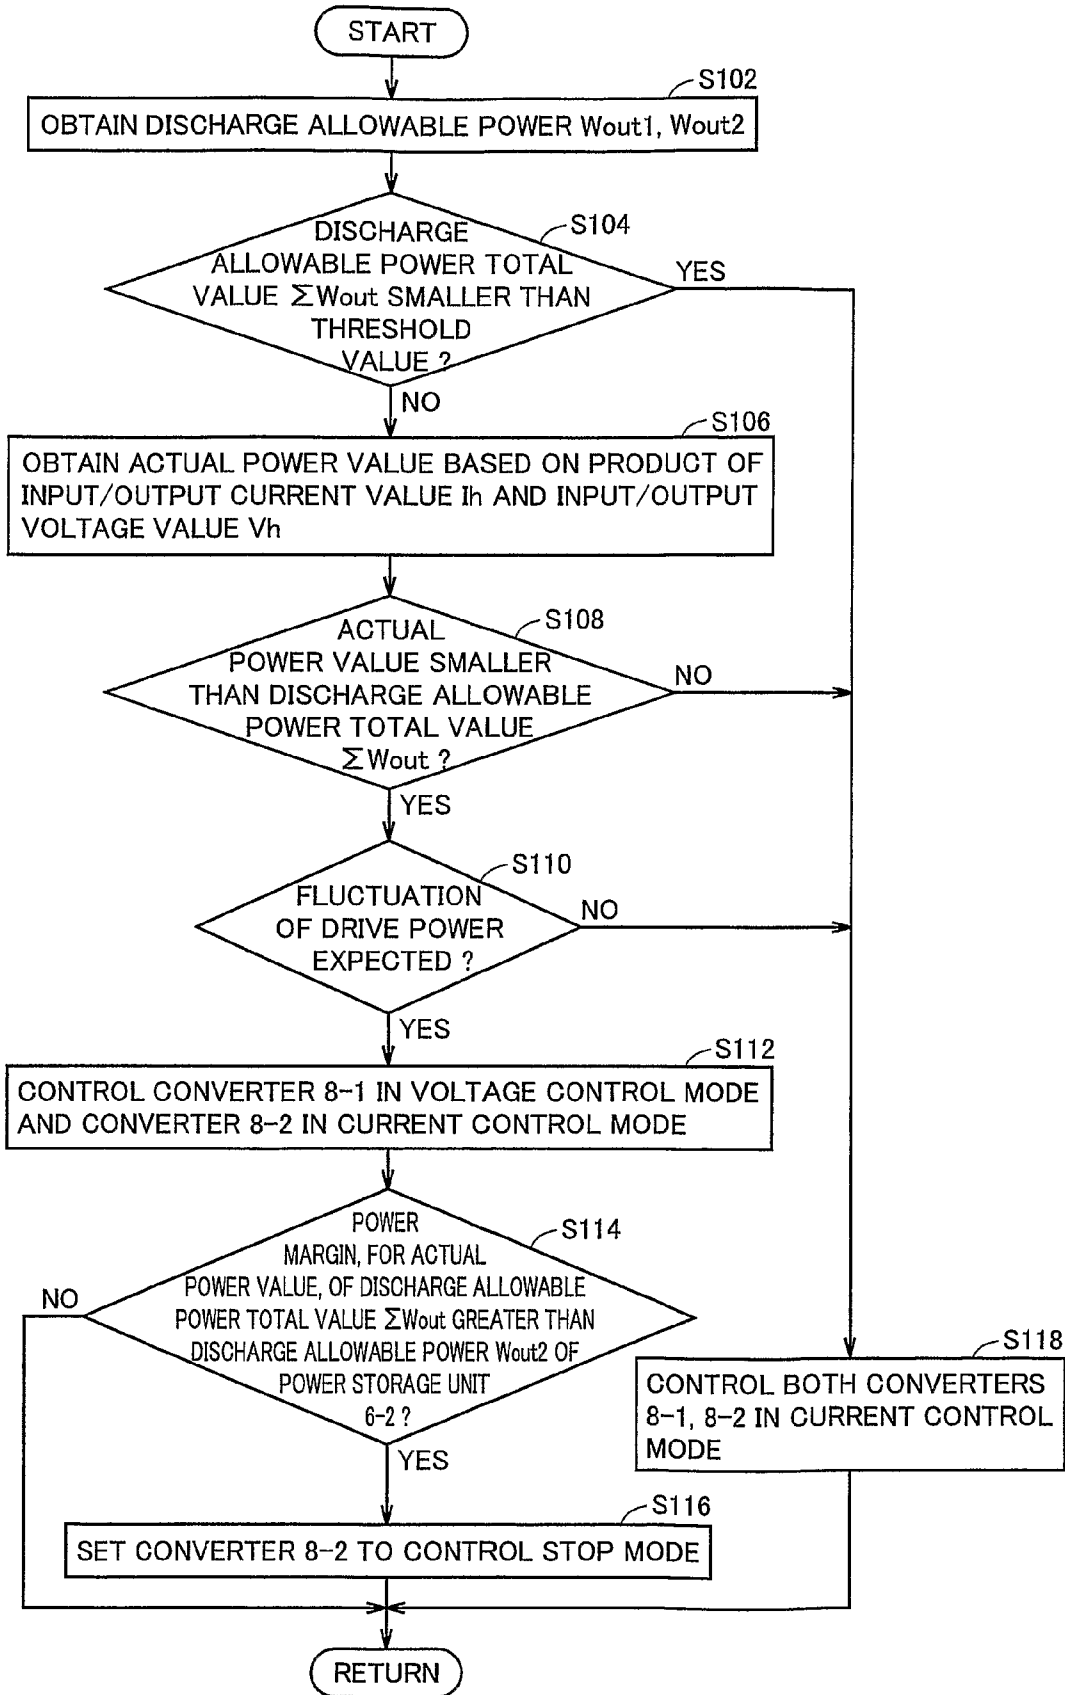 START
S102
OBTAIN DISCHARGE ALLOWABLE POWER Wout1, Wout2
S104
DISCHARGE
ALLOWABLE POWER TOTAL
VALUE ΣWout SMALLER THAN
THRESHOLD
VALUE ?
YES
NO
S106
OBTAIN ACTUAL POWER VALUE BASED ON PRODUCT OF
INPUT/OUTPUT CURRENT VALUE Ih AND INPUT/OUTPUT
VOLTAGE VALUE Vh
S108
ACTUAL
POWER VALUE SMALLER
THAN DISCHARGE ALLOWABLE
POWER TOTAL VALUE
ΣWout ?
NO
YES
S110
FLUCTUATION
OF DRIVE POWER
EXPECTED ?
NO
YES
S112
CONTROL CONVERTER 8-1 IN VOLTAGE CONTROL MODE
AND CONVERTER 8-2 IN CURRENT CONTROL MODE
S114
POWER
MARGIN, FOR ACTUAL
POWER VALUE, OF DISCHARGE ALLOWABLE
POWER TOTAL VALUE ΣWout GREATER THAN
DISCHARGE ALLOWABLE POWER Wout2 OF
POWER STORAGE UNIT
6-2 ?
NO
YES
S118
CONTROL BOTH CONVERTERS
8-1, 8-2 IN CURRENT CONTROL
MODE
S116
SET CONVERTER 8-2 TO CONTROL STOP MODE
RETURN